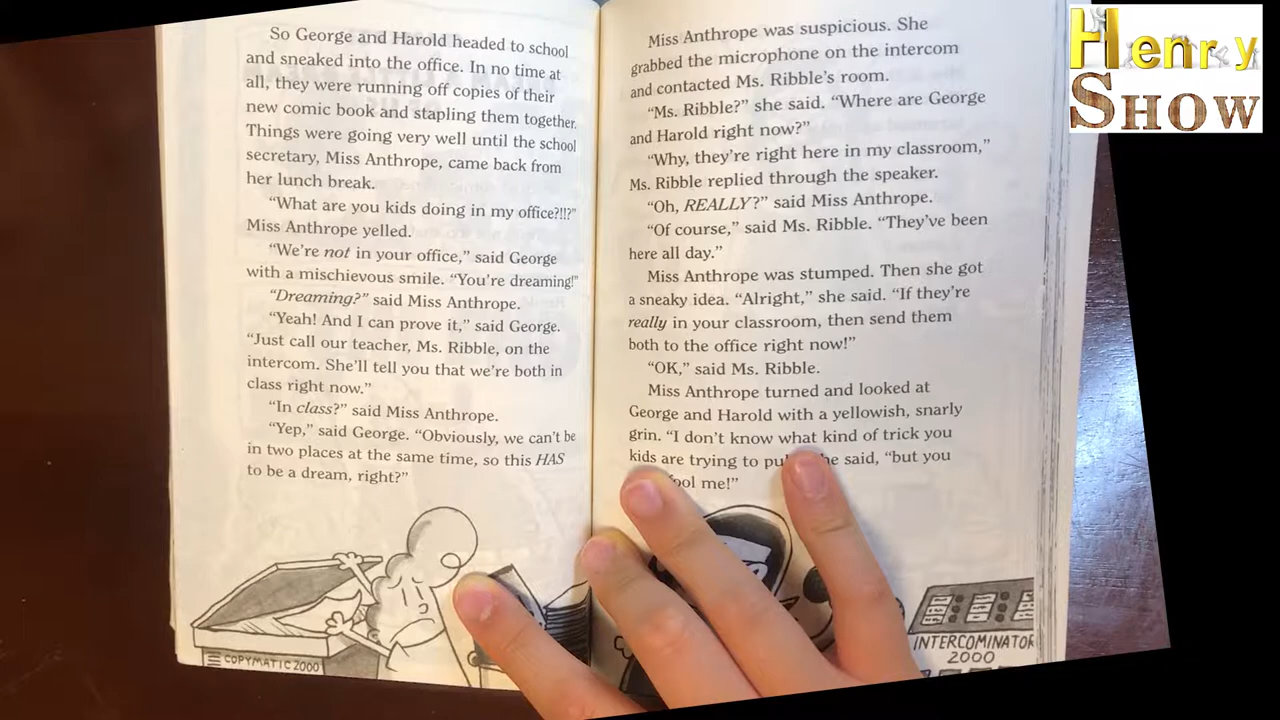 So George and Harold headed to school
and sneaked into the office. In no time at
all, they were running off copies of their
new comic book and stapling them together.
Things were going very well until the school
secretary, Miss Anthrope, came back from
her lunch break.
“What are you kids doing in my office?!!?”
Miss Anthrope yelled.
“We’re not in your office,” said George
with a mischievous smile. “You’re dreaming!”
“Dreaming?” said Miss Anthrope.
“Yeah! And I can prove it,” said George.
“Just call our teacher, Ms. Ribble, on the
intercom. She’ll tell you that we’re both in
class right now.”
“In class?” said Miss Anthrope.
“Yep,” said George. “Obviously, we can’t be
in two places at the same time, so this HAS
to be a dream, right?”
COPYMATIC 2000
Miss Anthrope was suspicious. She
grabbed the microphone on the intercom
and contacted Ms. Ribble’s room.
“Ms. Ribble?” she said. “Where are George
and Harold right now?”
“Why, they’re right here in my classroom,”
Ms. Ribble replied through the speaker.
“Oh, REALLY?” said Miss Anthrope.
“Of course,” said Ms. Ribble. “They’ve been
here all day.”
Miss Anthrope was stumped. Then she got
a sneaky idea. “Alright,” she said. “If they’re
really in your classroom, then send them
both to the office right now!”
“OK,” said Ms. Ribble.
Miss Anthrope turned and looked at
George and Harold with a yellowish, snarly
grin. “I don’t know what kind of trick you
kids are trying to said, “but you
me!”
INTERCOMINATOR
2000
Henry
SHOW